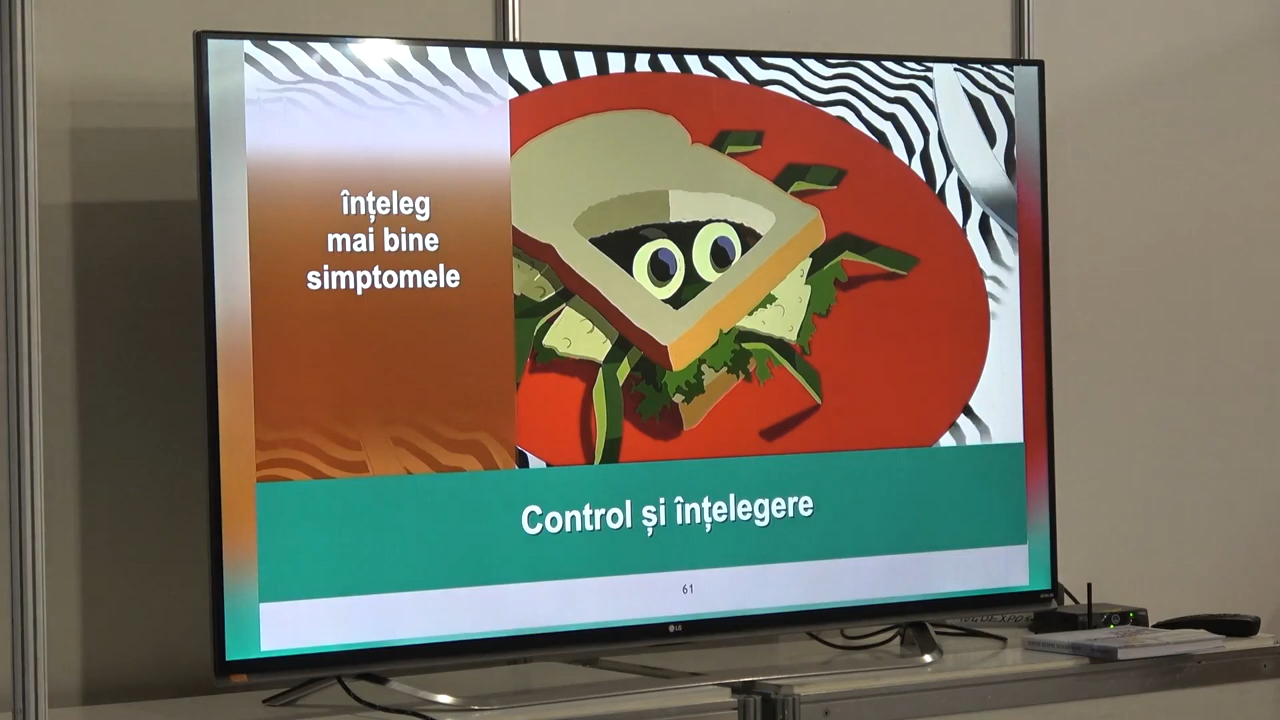 înțeleg
mai bine
simptomele
Control și înțelegere
61
LG